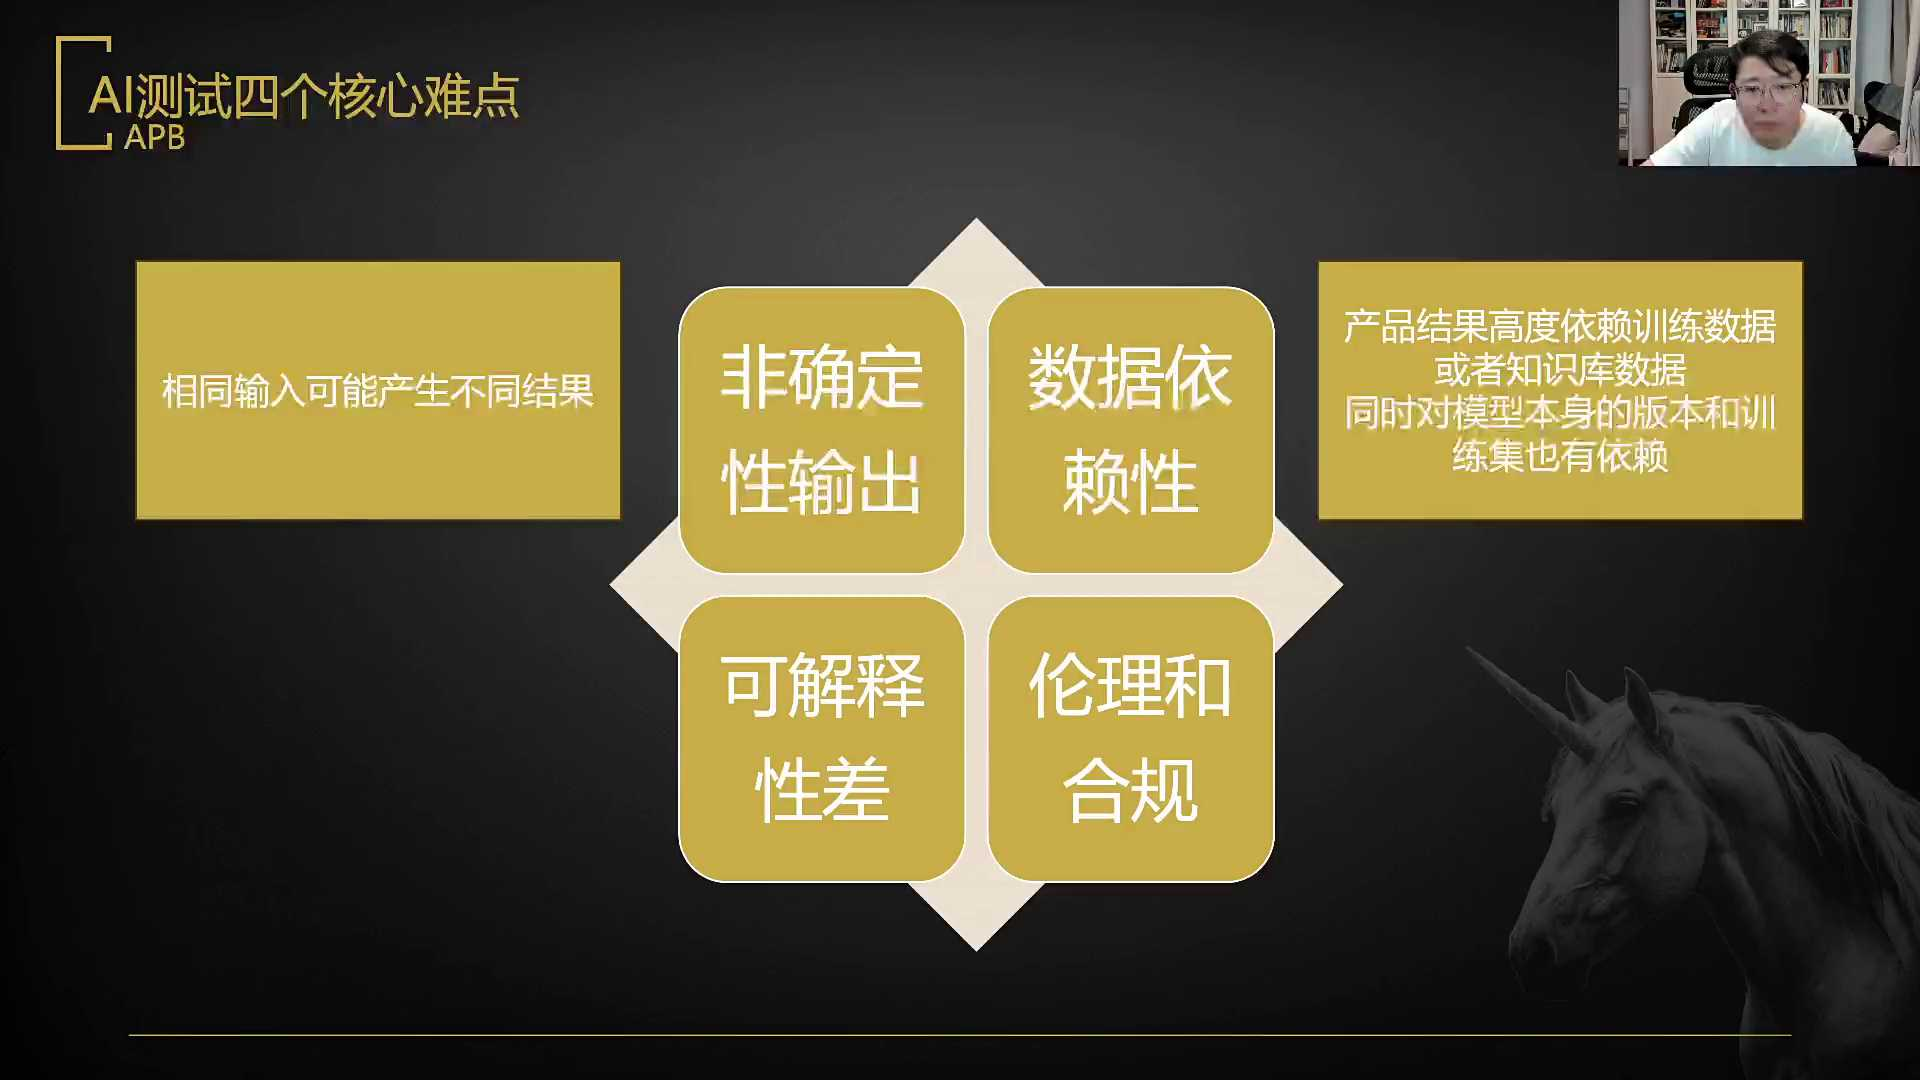 AI测试四个核心难点
APB
相同输入可能产生不同结果
非确定
性输出
数据依
赖性
产品结果高度依赖训练数据
或者知识库数据
同时对模型本身的版本和训
练集也有依赖
可解释
性差
伦理和
合规